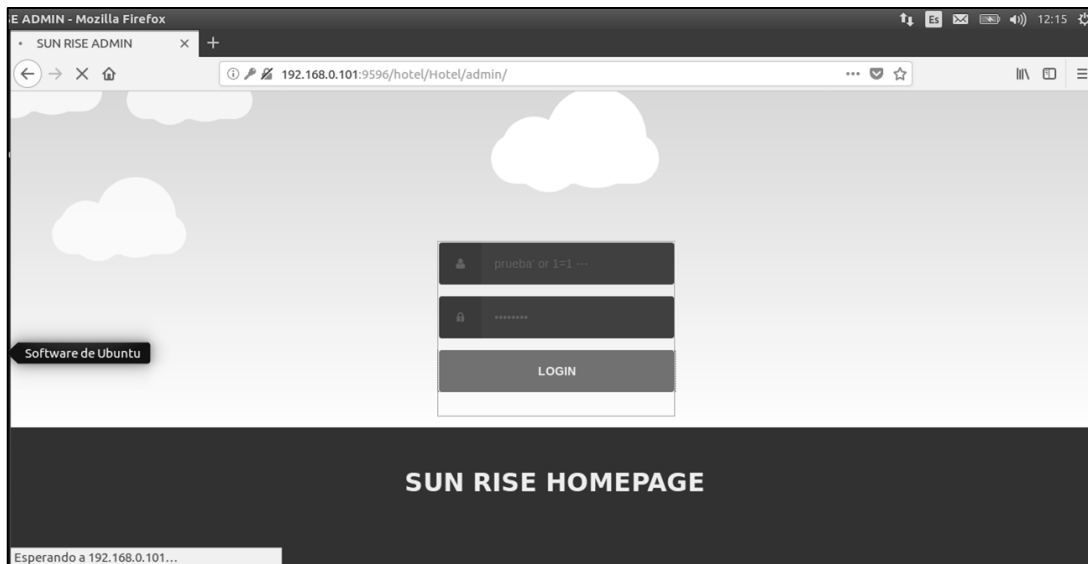 E ADMIN - Mozilla Firefox
Es
12:15
SUN RISE ADMIN
192.168.0.101:9596/hotel/Hotel/admin/
prueba' or 1=1 ---
Software de Ubuntu
LOGIN
SUN RISE HOMEPAGE
Esperando a 192.168.0.101...